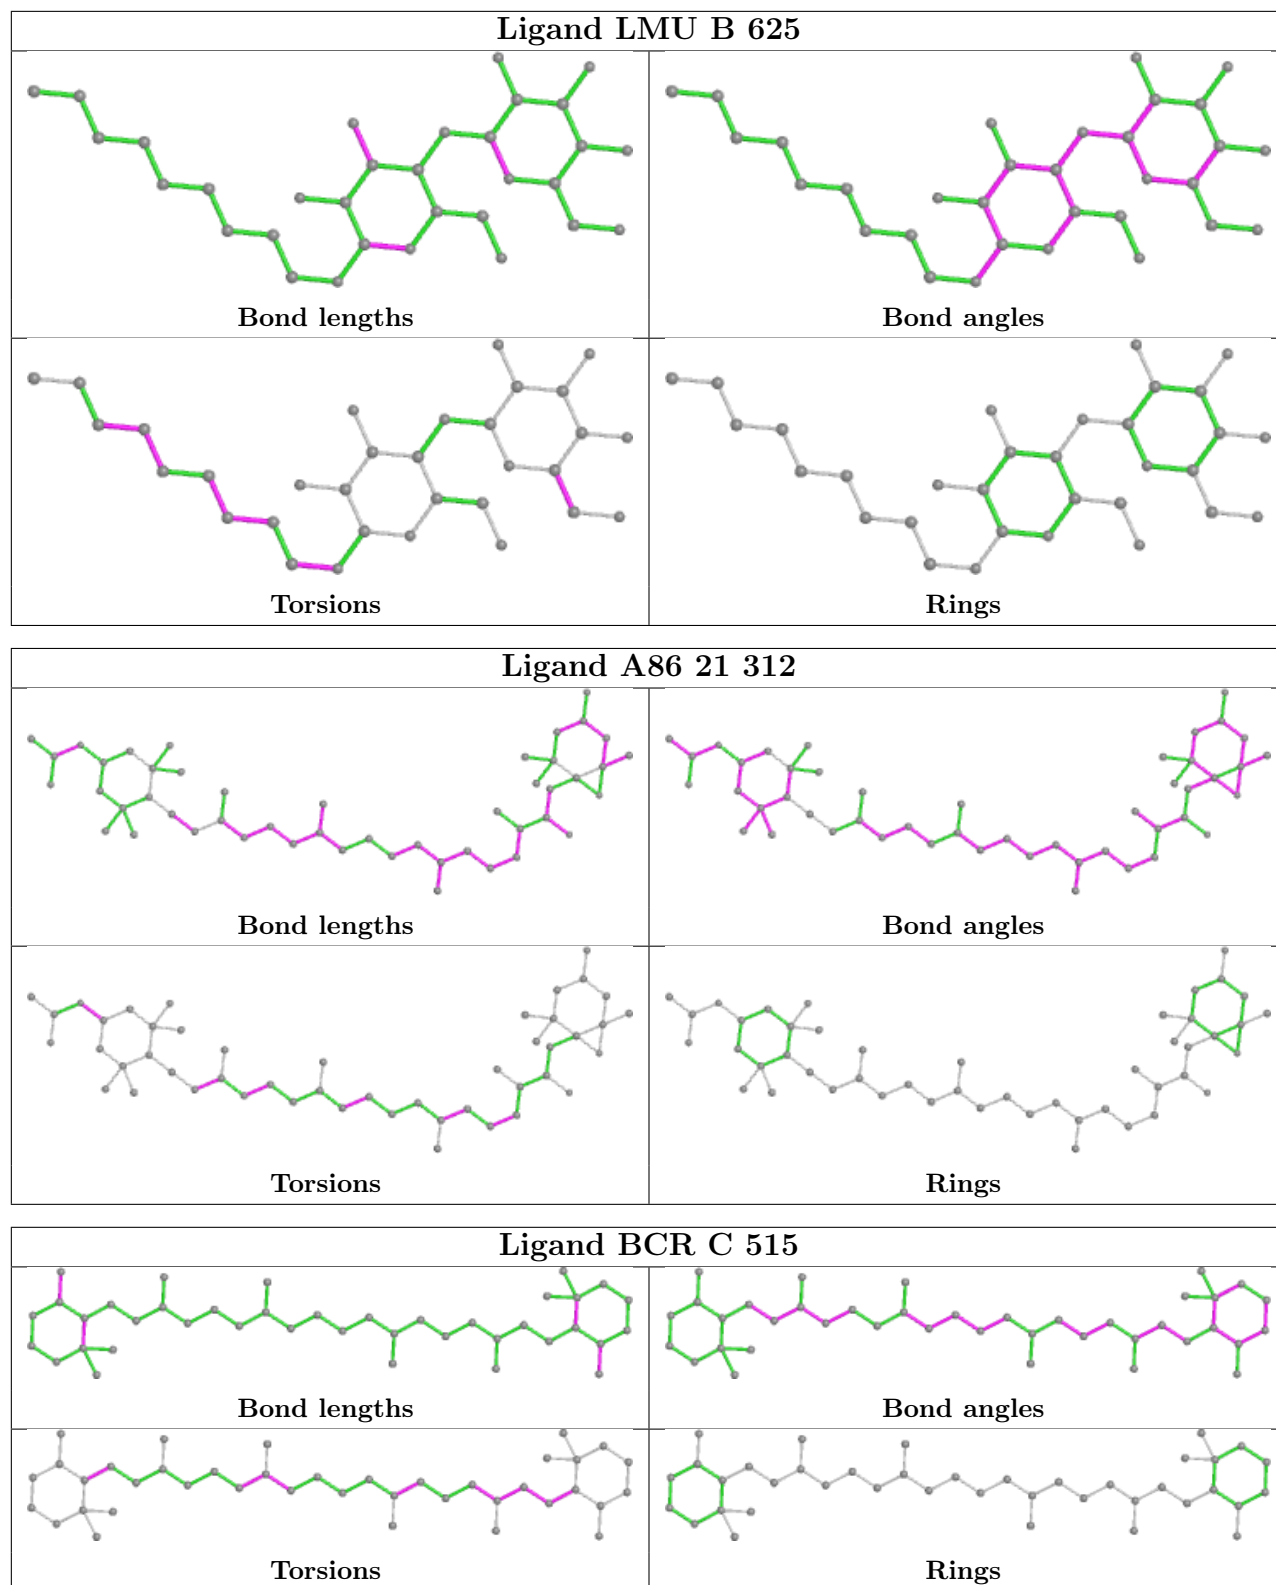 Ligand LMU B 625
Bond lengths
Bond angles
Torsions
Rings
Ligand A86 21 312
Bond lengths
Bond angles
Torsions
Rings
Ligand BCR C 515
Bond lengths
Bond angles
Torsions
Rings